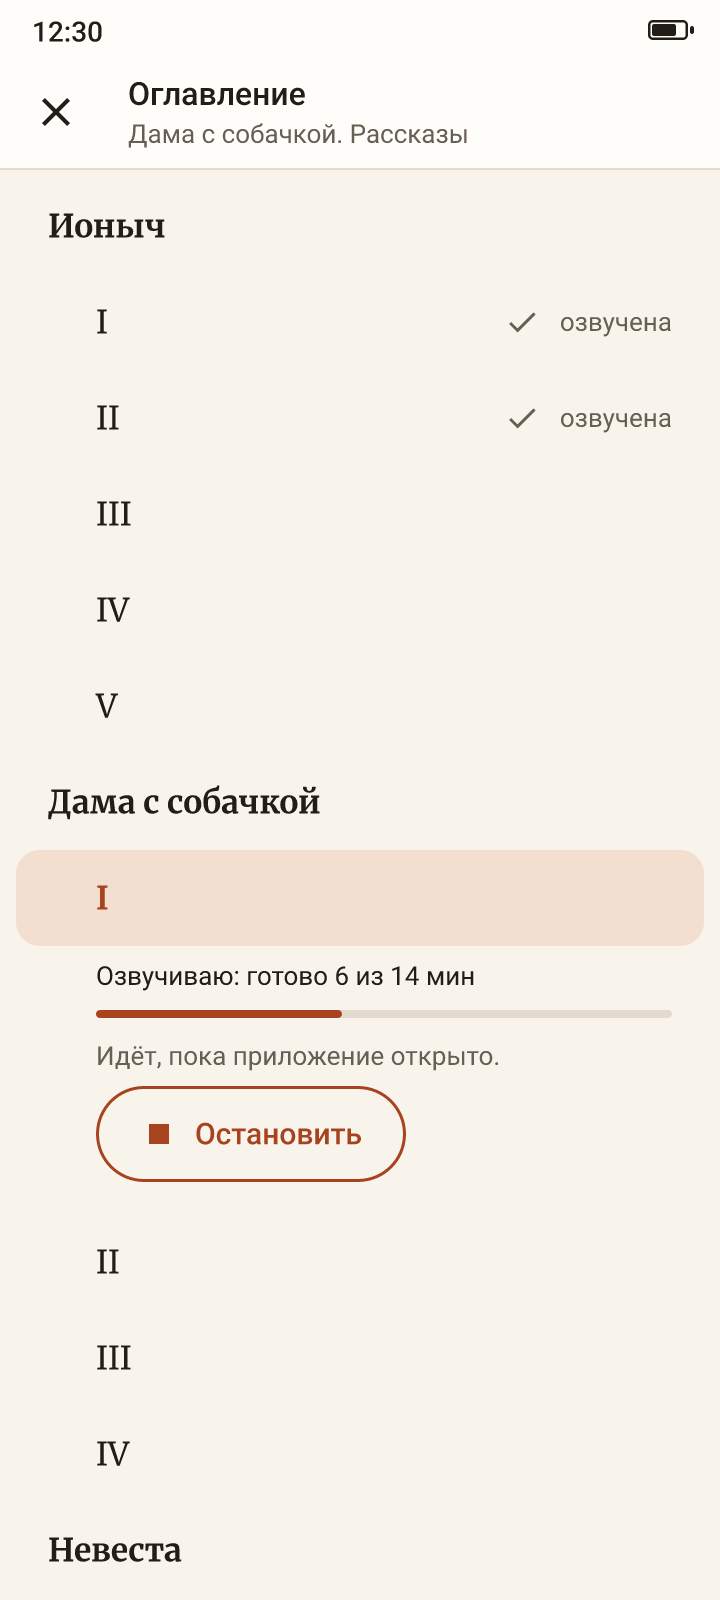 12:30
Оглавление
Дама с собачкой. Рассказы
Ионыч
I
озвучена
II
озвучена
III
IV
V
Дама с собачкой
I
Озвучиваю: готово 6 из 14 мин
Идёт, пока приложение открыто.
Остановить
II
III
IV
Невеста